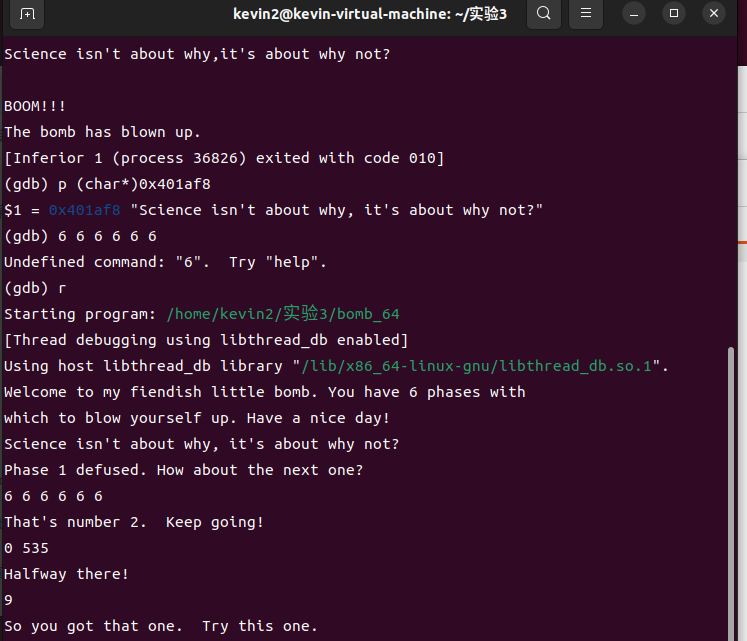 kevin2@kevin-virtual-machine: ~/实验3
Science isn't about why,it's about why not?
BOOM!!!
The bomb has blown up.
[Inferior 1 (process 36826) exited with code 010]
(gdb) p (char*)0x401af8
$1 = 0x401af8 "Science isn't about why, it's about why not?"
(gdb) 6 6 6 6 6 6
Undefined command: "6".  Try "help".
(gdb) r
Starting program: /home/kevin2/实验3/bomb_64
[Thread debugging using libthread_db enabled]
Using host libthread_db library "/lib/x86_64-linux-gnu/libthread_db.so.1".
Welcome to my fiendish little bomb. You have 6 phases with
which to blow yourself up. Have a nice day!
Science isn't about why, it's about why not?
Phase 1 defused. How about the next one?
6 6 6 6 6 6
That's number 2.  Keep going!
0 535
Halfway there!
9
So you got that one.  Try this one.